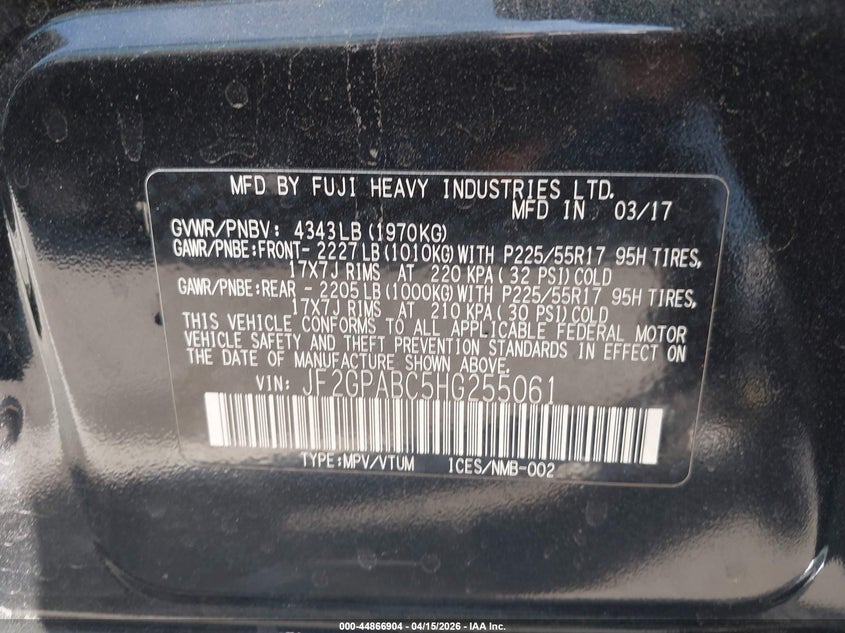 MFD BY FUJI HEAVY INDUSTRIES LTD.
MFD IN 03/17
GVWR/PNBV: 4343LB (1970KG)
GAWR/PNBE:FRONT- 2227LB (1010KG) WITH P225/55R17 95H TIRES,
17X7J RIMS AT 220 KPA (32 PSI) COLD
GAWR/PNBE:REAR - 2205LB (1000KG) WITH P225/55R17 95H TIRES,
17X7J RIMS AT 210 KPA (30 PSI) COLD
THIS VEHICLE CONFORMS TO ALL APPLICABLE FEDERAL MOTOR
VEHICLE SAFETY AND THEFT PREVENTION STANDARDS IN EFFECT ON
THE DATE OF MANUFACTURE SHOWN ABOVE.
VIN: JF2GPABC5HG255061
TYPE:MPV/VTUM ICES/NMB-002
000-44866904 - 04/15/2026 - IAA Inc.